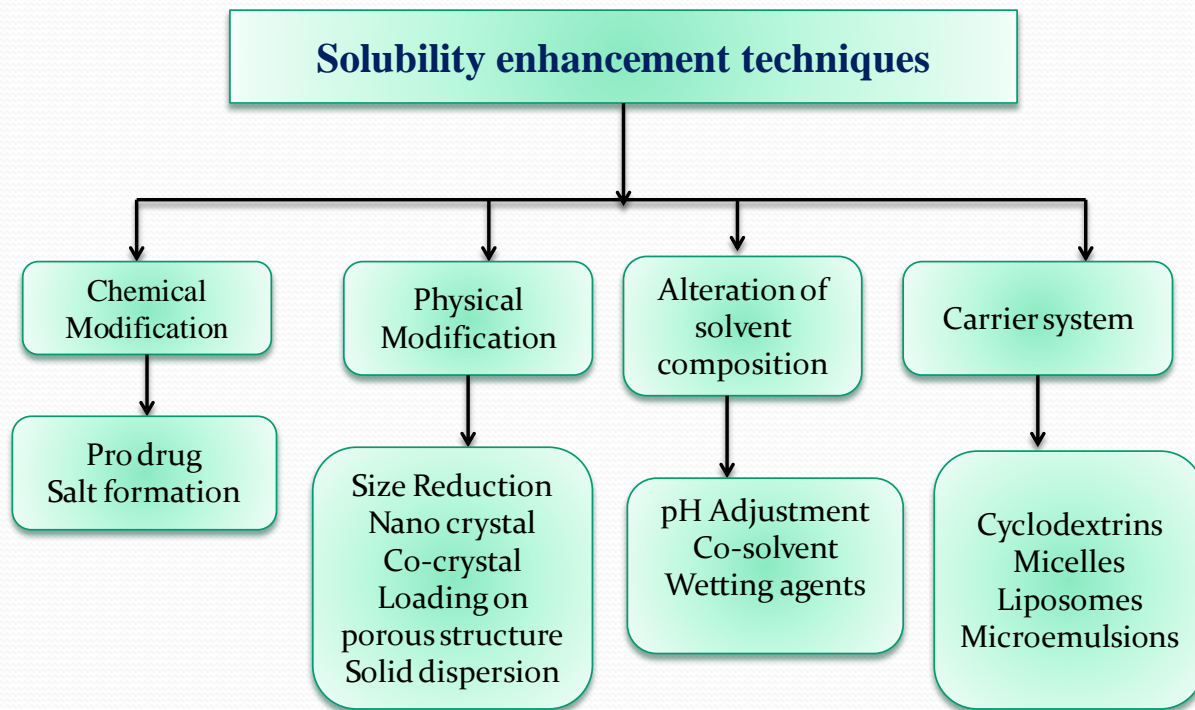 Solubility enhancement techniques
Chemical
Modification
Physical
Modification
Alteration of
solvent
composition
Carrier system
Pro drug
Salt formation
Size Reduction
Nano crystal
Co-crystal
Loading on
porous structure
Solid dispersion
pH Adjustment
Co-solvent
Wetting agents
Cyclodextrins
Micelles
Liposomes
Microemulsions